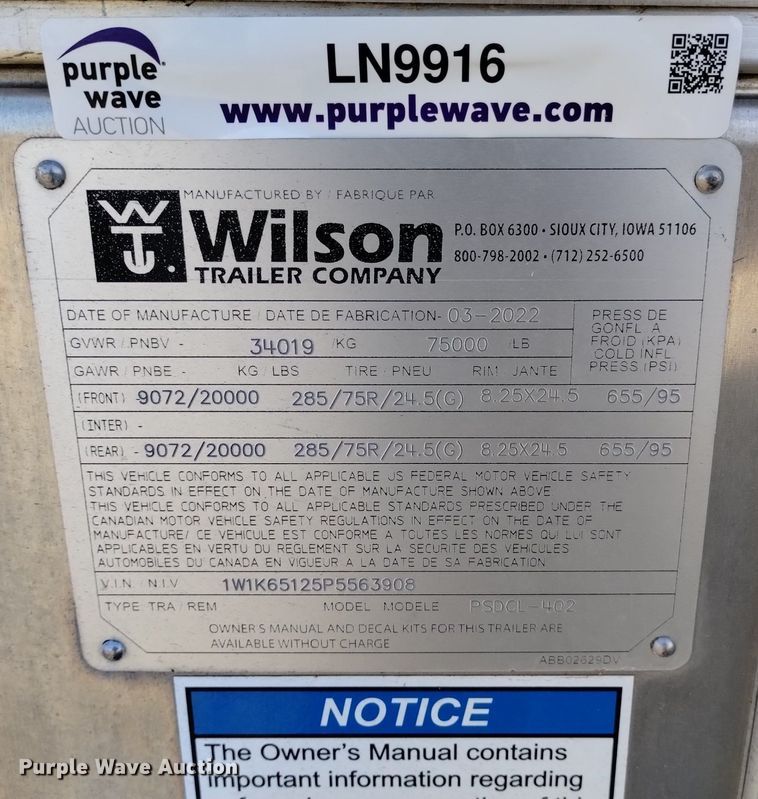 purple wave AUCTION
LN9916
www.purplewave.com
MANUFACTURED BY / FABRIQUE PAR
WT
Wilson
TRAILER COMPANY
P.O. BOX 6300 • SIOUX CITY, IOWA 51106
800-798-2002 • (712) 252-6500
DATE OF MANUFACTURE / DATE DE FABRICATION- 03-2022
PRESS DE
GONFL. A
FROID (KPA)
COLD INFL.
PRESS (PSI)
GVWR / PNBV - 34019 /KG 75000 /LB
GAWR / PNBE - KG / LBS TIRE / PNEU RIM JANTE
(FRONT) - 9072/20000 285/75R/24.5(G) 8.25X24.5 655/95
(INTER) -
(REAR) - 9072/20000 285/75R/24.5(G) 8.25X24.5 655/95
THIS VEHICLE CONFORMS TO ALL APPLICABLE US FEDERAL MOTOR VEHICLE SAFETY
STANDARDS IN EFFECT ON THE DATE OF MANUFACTURE SHOWN ABOVE
THIS VEHICLE CONFORMS TO ALL APPLICABLE STANDARDS PRESCRIBED UNDER THE
CANADIAN MOTOR VEHICLE SAFETY REGULATIONS IN EFFECT ON THE DATE OF
MANUFACTURE/ CE VEHICULE EST CONFORME A TOUTES LES NORMES QUI LUI SONT
APPLICABLES EN VERTU DU REGLEMENT SUR LA SECURITE DES VEHICULES
AUTOMOBILES DU CANADA EN VIGUEUR A LA DATE DE SA FABRICATION
V.I.N / N.I.V 1W1K65125P5563908
TYPE TRA / REM MODEL MODELE PSDCL-402
OWNER'S MANUAL AND DECAL KITS FOR THIS TRAILER ARE
AVAILABLE WITHOUT CHARGE
ABB02629DV
NOTICE
The Owner's Manual contains
important information regarding
Purple Wave Auction